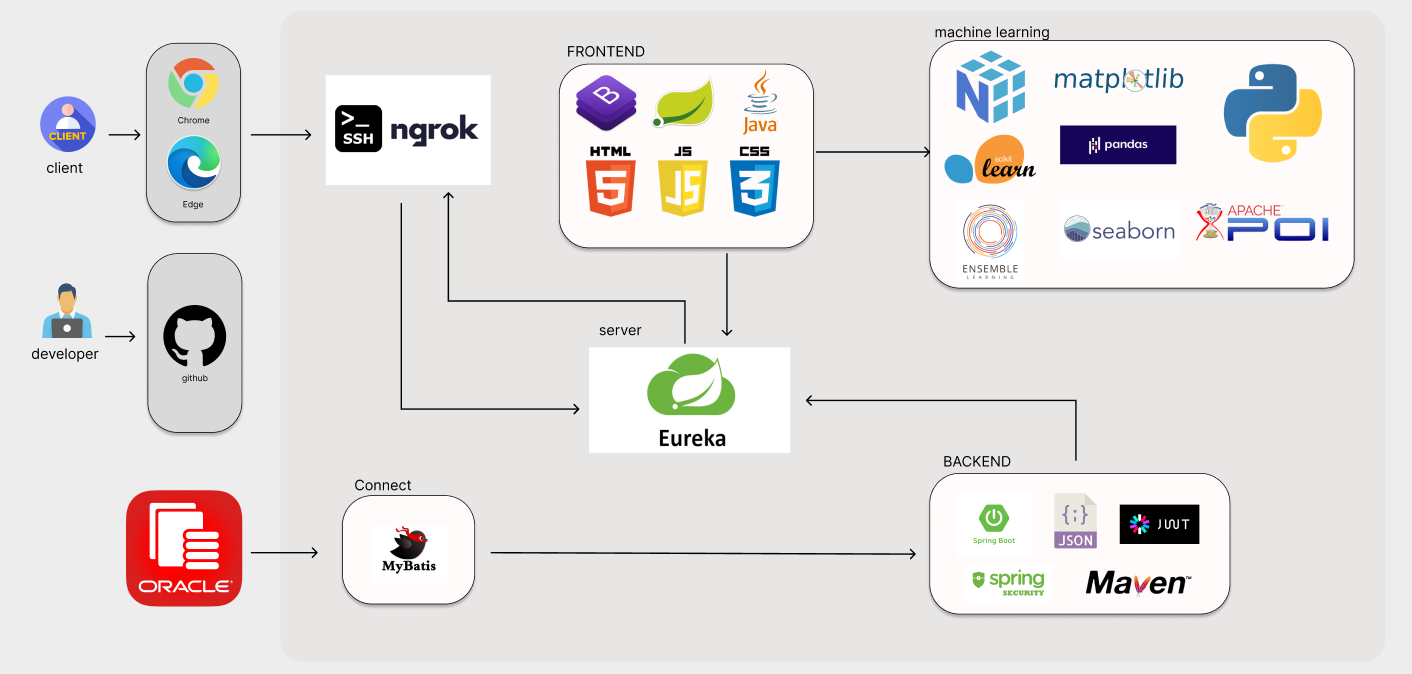 CLIENT
client
Chrome
Edge
developer
github
ORACLE
>_
SSH
ngrok
FRONTEND
B
Java
HTML
5
JS
JS
CSS
3
machine learning
N
matplotlib
pandas
scikit
learn
ENSEMBLE
LEARNING
seaborn
APACHE™
POI
server
Eureka
Connect
MyBatis
BACKEND
Spring Boot
{;}
JSON
JWT
spring
SECURITY
Maven™